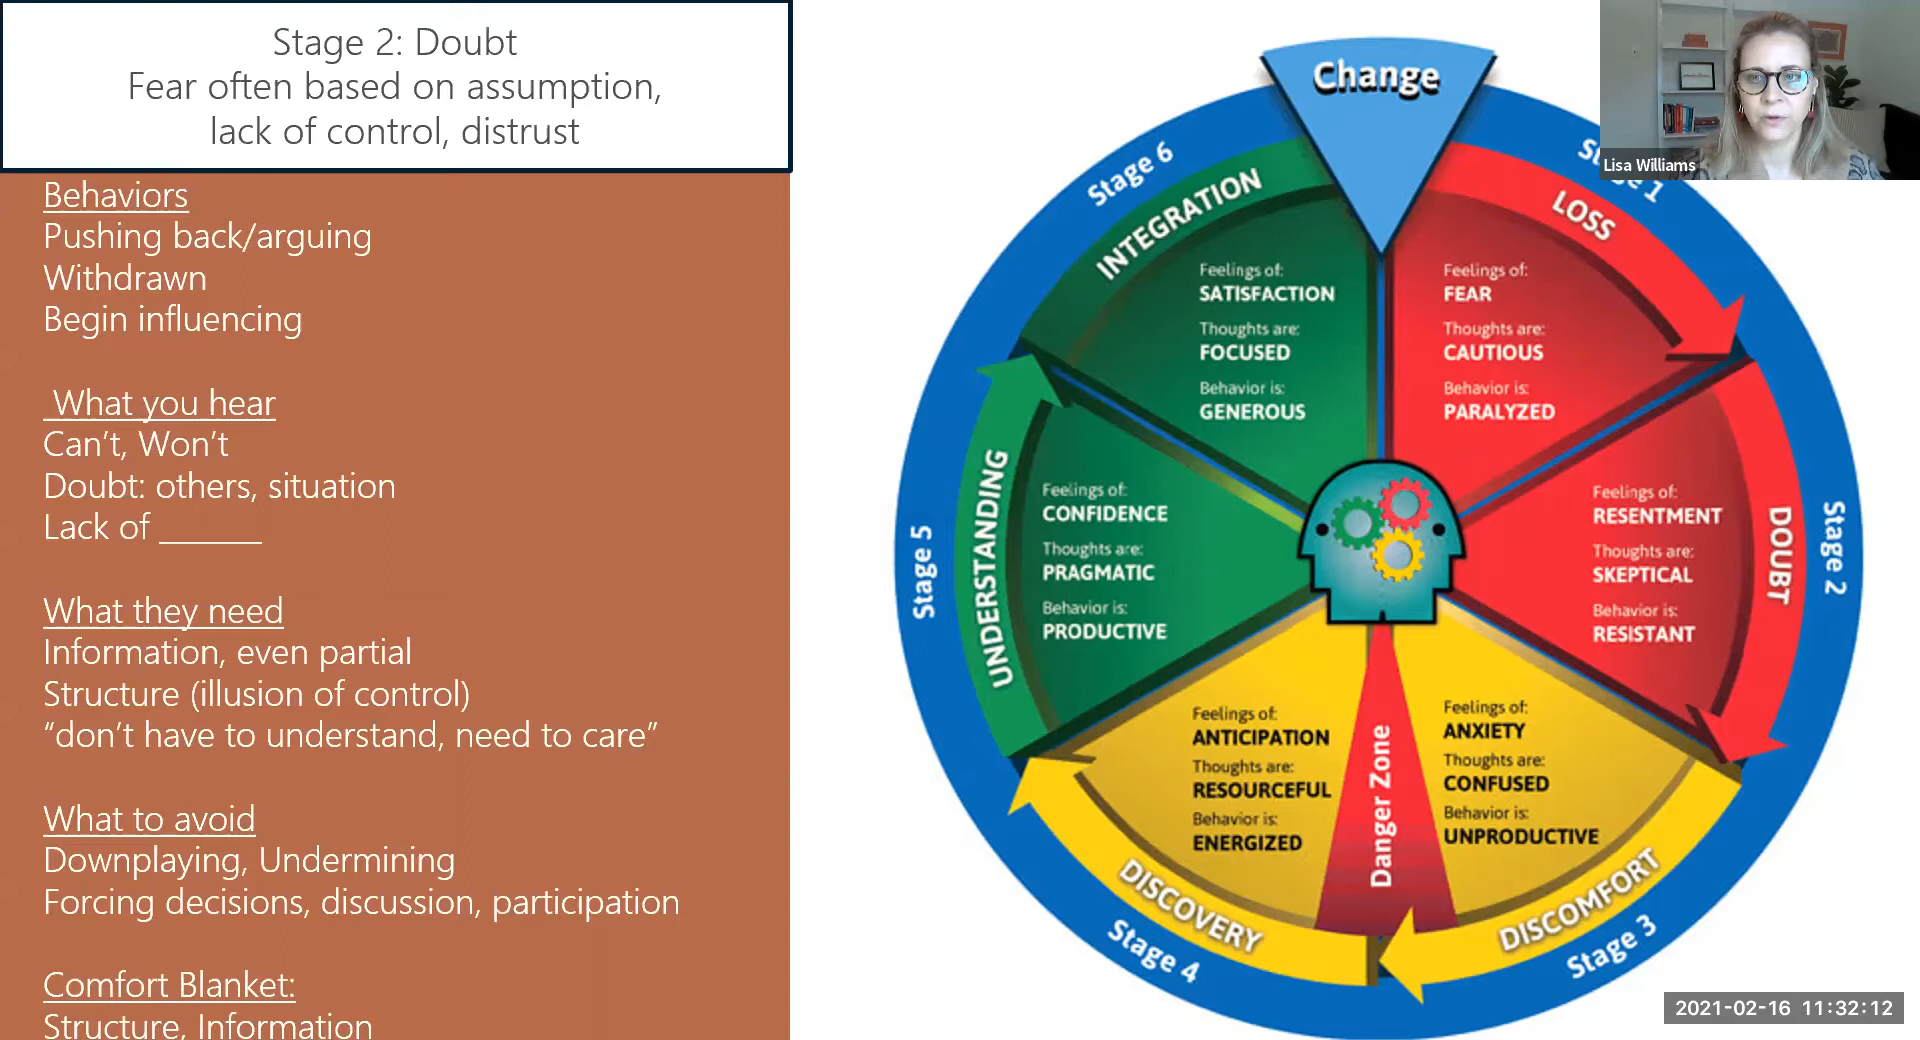 Stage 2: Doubt
Fear often based on assumption,
lack of control, distrust
Behaviors
Pushing back/arguing
Withdrawn
Begin influencing
What you hear
Can't, Won't
Doubt: others, situation
Lack of ______
What they need
Information, even partial
Structure (illusion of control)
“don't have to understand, need to care”
What to avoid
Downplaying, Undermining
Forcing decisions, discussion, participation
Comfort Blanket:
Structure, Information
Change
Stage 1
LOSS
Feelings of:
FEAR
Thoughts are:
CAUTIOUS
Behavior is:
PARALYZED
Stage 2
DOUBT
Feelings of:
RESENTMENT
Thoughts are:
SKEPTICAL
Behavior is:
RESISTANT
Stage 3
DISCOMFORT
Feelings of:
ANXIETY
Thoughts are:
CONFUSED
Behavior is:
UNPRODUCTIVE
Danger Zone
Stage 4
DISCOVERY
Feelings of:
ANTICIPATION
Thoughts are:
RESOURCEFUL
Behavior is:
ENERGIZED
Stage 5
UNDERSTANDING
Feelings of:
CONFIDENCE
Thoughts are:
PRAGMATIC
Behavior is:
PRODUCTIVE
Stage 6
INTEGRATION
Feelings of:
SATISFACTION
Thoughts are:
FOCUSED
Behavior is:
GENEROUS
Lisa Williams
2021-02-16 11:32:12